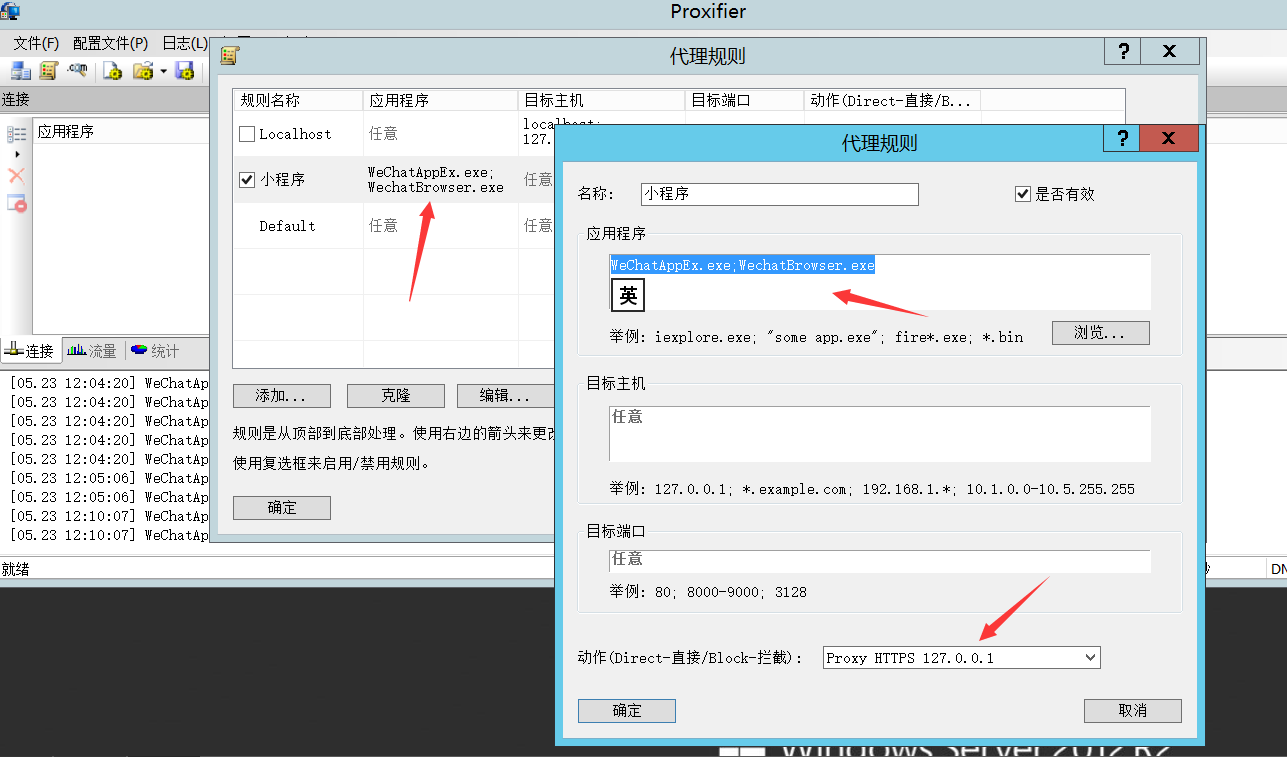 Proxifier
文件(F) 配置文件(P) 日志(L)
代理规则
连接
应用程序
规则名称 应用程序 目标主机 目标端口 动作(Direct-直接/B...
Localhost 任意 localhost;
127.
小程序 WeChatAppEx.exe; 任意
WechatBrowser.exe
Default 任意 任意
添加... 克隆 编辑...
规则是从顶部到底部处理。使用右边的箭头来更改
使用复选框来启用/禁用规则。
确定
连接 流量 统计
[05.23 12:04:20] WeChatAp
[05.23 12:04:20] WeChatAp
[05.23 12:04:20] WeChatAp
[05.23 12:04:20] WeChatAp
[05.23 12:04:20] WeChatAp
[05.23 12:05:06] WeChatAp
[05.23 12:05:06] WeChatAp
[05.23 12:10:07] WeChatAp
[05.23 12:10:07] WeChatAp
就绪
DN
代理规则
名称: 小程序 是否有效
应用程序
WeChatAppEx.exe;WechatBrowser.exe
英
举例: iexplore.exe; "some app.exe"; fire*.exe; *.bin 浏览...
目标主机
任意
举例: 127.0.0.1; *.example.com; 192.168.1.*; 10.1.0.0-10.5.255.255
目标端口
任意
举例: 80; 8000-9000; 3128
动作(Direct-直接/Block-拦截): Proxy HTTPS 127.0.0.1
确定 取消
Windows Server 2012 R2